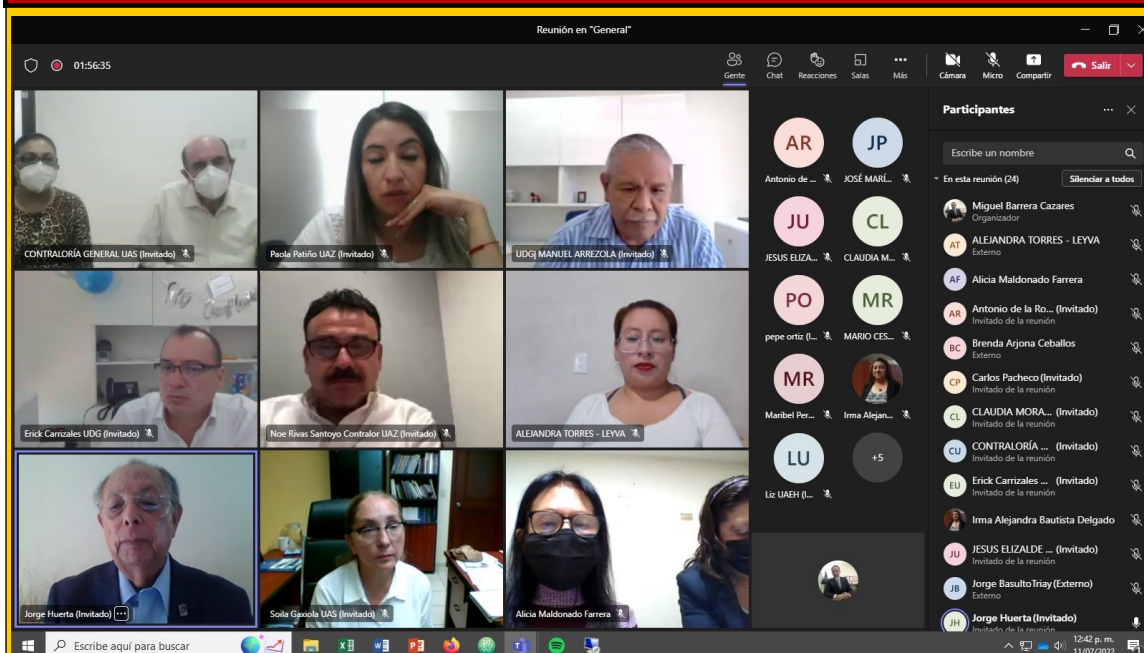 Reunión en "General"
01:56:35
Gente
Chat
Reacciones
Salas
Más
Cámara
Micro
Compartir
Salir
CONTRALORÍA GENERAL UAS (Invitado)
Paola Patiño UAZ (Invitado)
UDG| MANUEL ARREZOLA (Invitado)
Erick Carrizales UDG (Invitado)
Noe Rivas Santoyo Contralor UAZ (Invitado)
ALEJANDRA TORRES - LEYVA
Jorge Huerta (Invitado)
Soila Gaxiola UAS (Invitado)
Alicia Maldonado Farrera
AR
JP
Antonio de ...
JOSÉ MARÍ...
JU
CL
JESUS ELIZA...
CLAUDIA M...
PO
MR
pepe ortiz (I...
MARIO CES...
MR
Maribel Per...
Irma Alejan...
LU
+5
Liz UAEH (I...
Participantes
Escribe un nombre
En esta reunión (24)
Silenciar a todos
Miguel Barrera Cazares
Organizador
AT
ALEJANDRA TORRES - LEYVA
Externo
AF
Alicia Maldonado Farrera
AR
Antonio de la Ro... (Invitado)
Invitado de la reunión
BC
Brenda Arjona Ceballos
Externo
CP
Carlos Pacheco (Invitado)
Invitado de la reunión
CL
CLAUDIA MORA... (Invitado)
Invitado de la reunión
CU
CONTRALORÍA ... (Invitado)
Invitado de la reunión
EU
Erick Carrizales ... (Invitado)
Invitado de la reunión
Irma Alejandra Bautista Delgado
JU
JESUS ELIZALDE ... (Invitado)
Invitado de la reunión
JB
Jorge BasultoTriay (Externo)
Externo
JH
Jorge Huerta (Invitado)
Invitado de la reunión
Escribe aquí para buscar
12:42 p. m.
11/07/2022